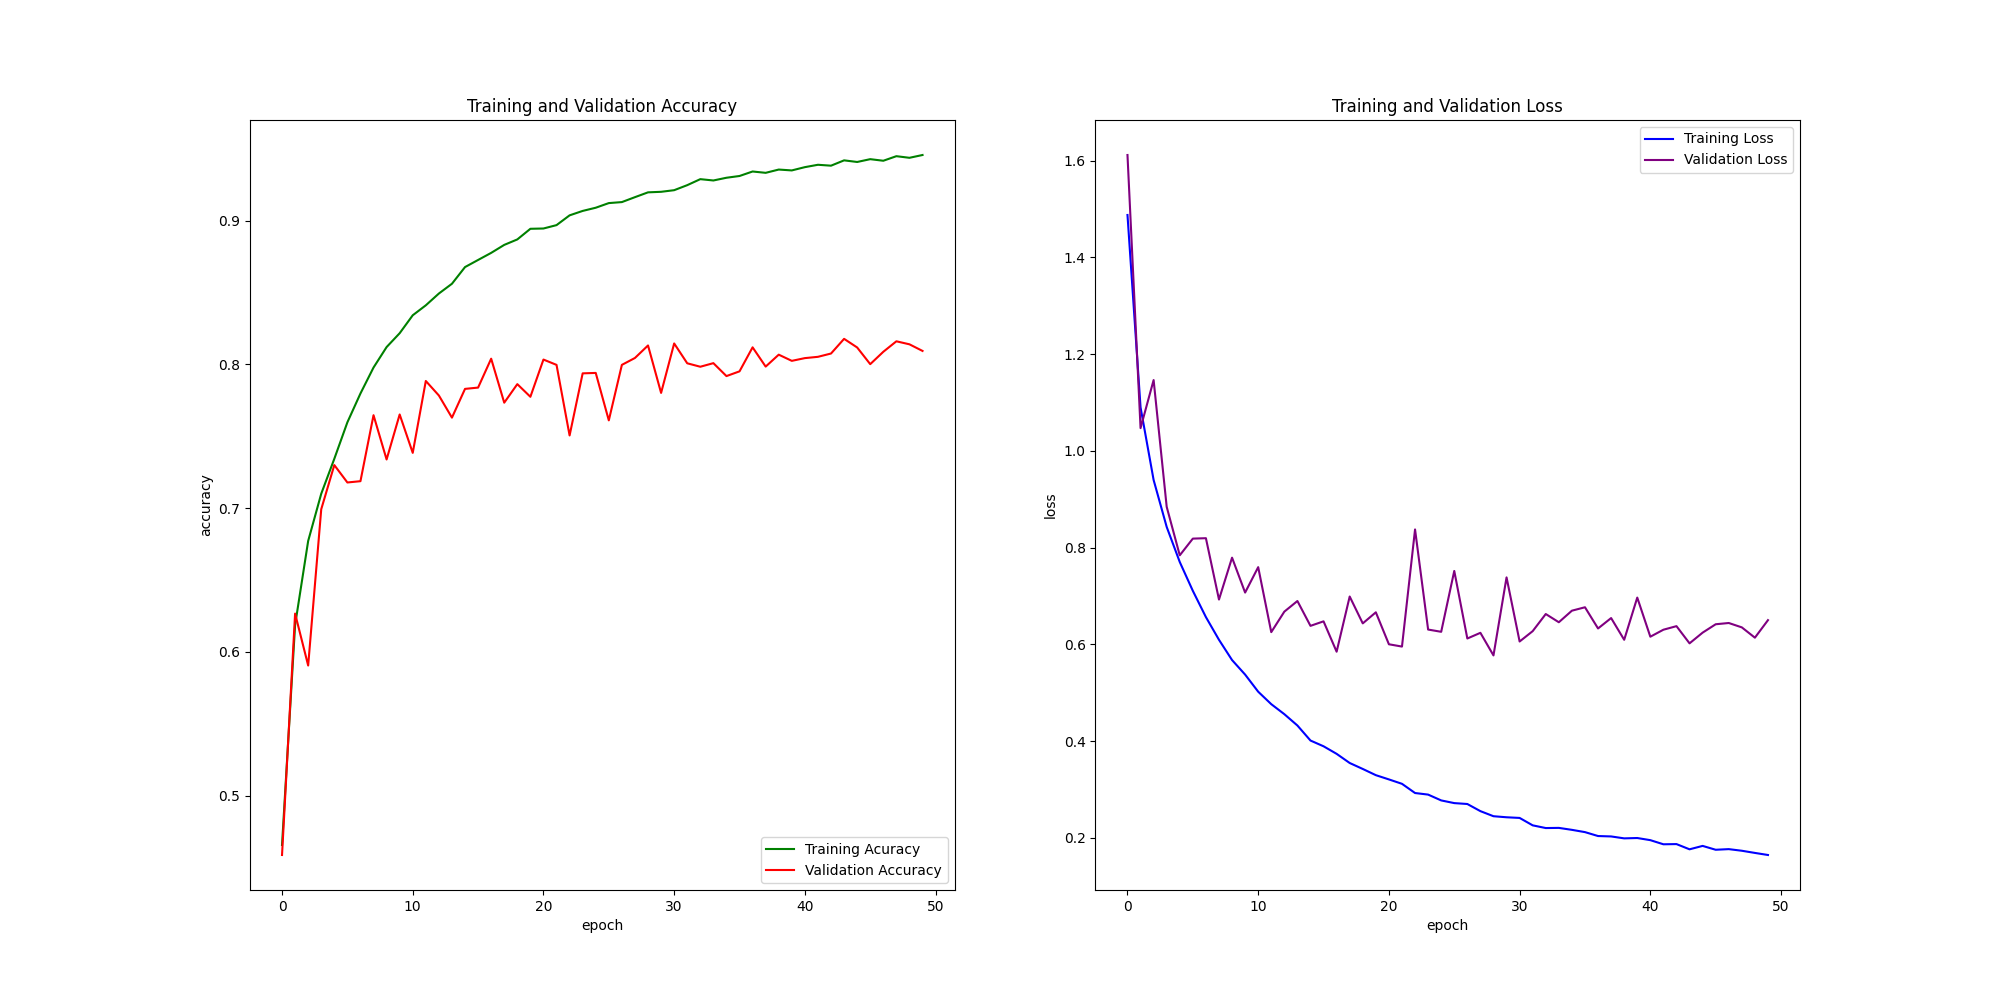 Training and Validation Accuracy
0.9
0.8
0.7
0.6
0.5
accuracy
Training Acuracy
Validation Accuracy
0 10 20 30 40 50
epoch
Training and Validation Loss
Training Loss
Validation Loss
1.6
1.4
1.2
1.0
0.8
0.6
0.4
0.2
loss
0 10 20 30 40 50
epoch